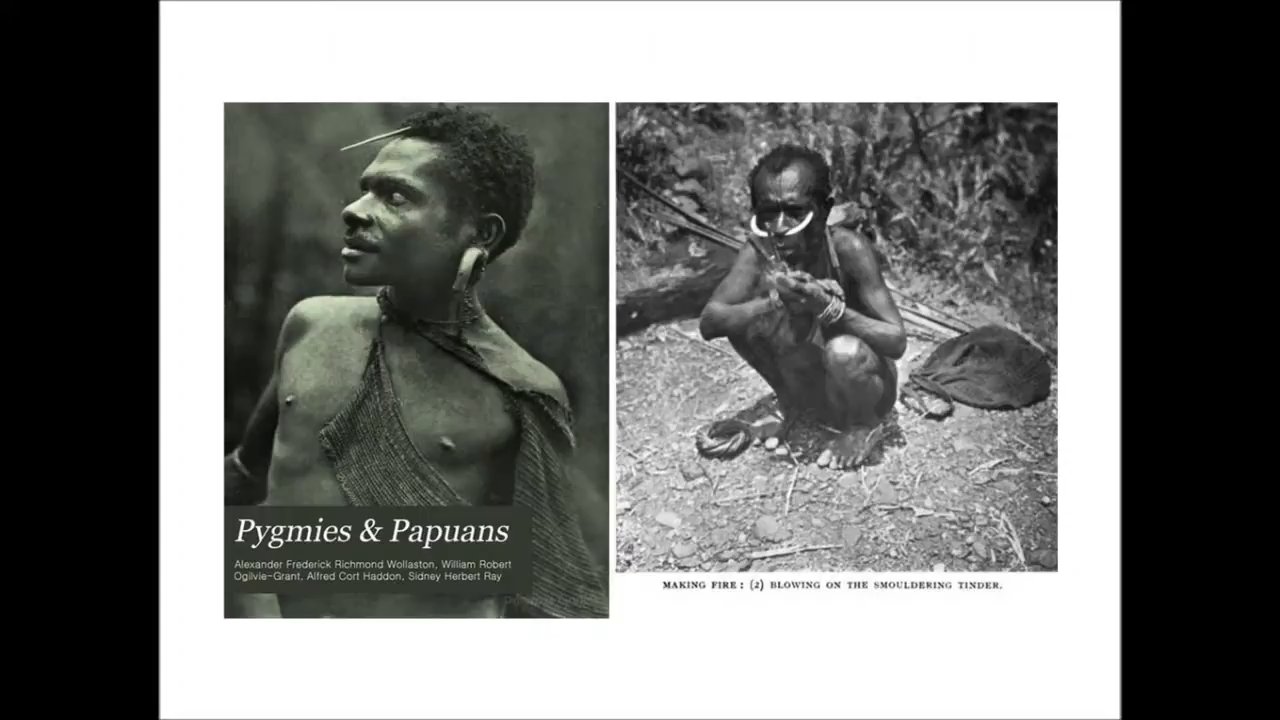 Pygmies & Papuans
Alexander Frederick Richmond Wollaston, William Robert
Ogilvie-Grant, Alfred Cort Haddon, Sidney Herbert Ray
MAKING FIRE: (2) BLOWING ON THE SMOULDERING TINDER.